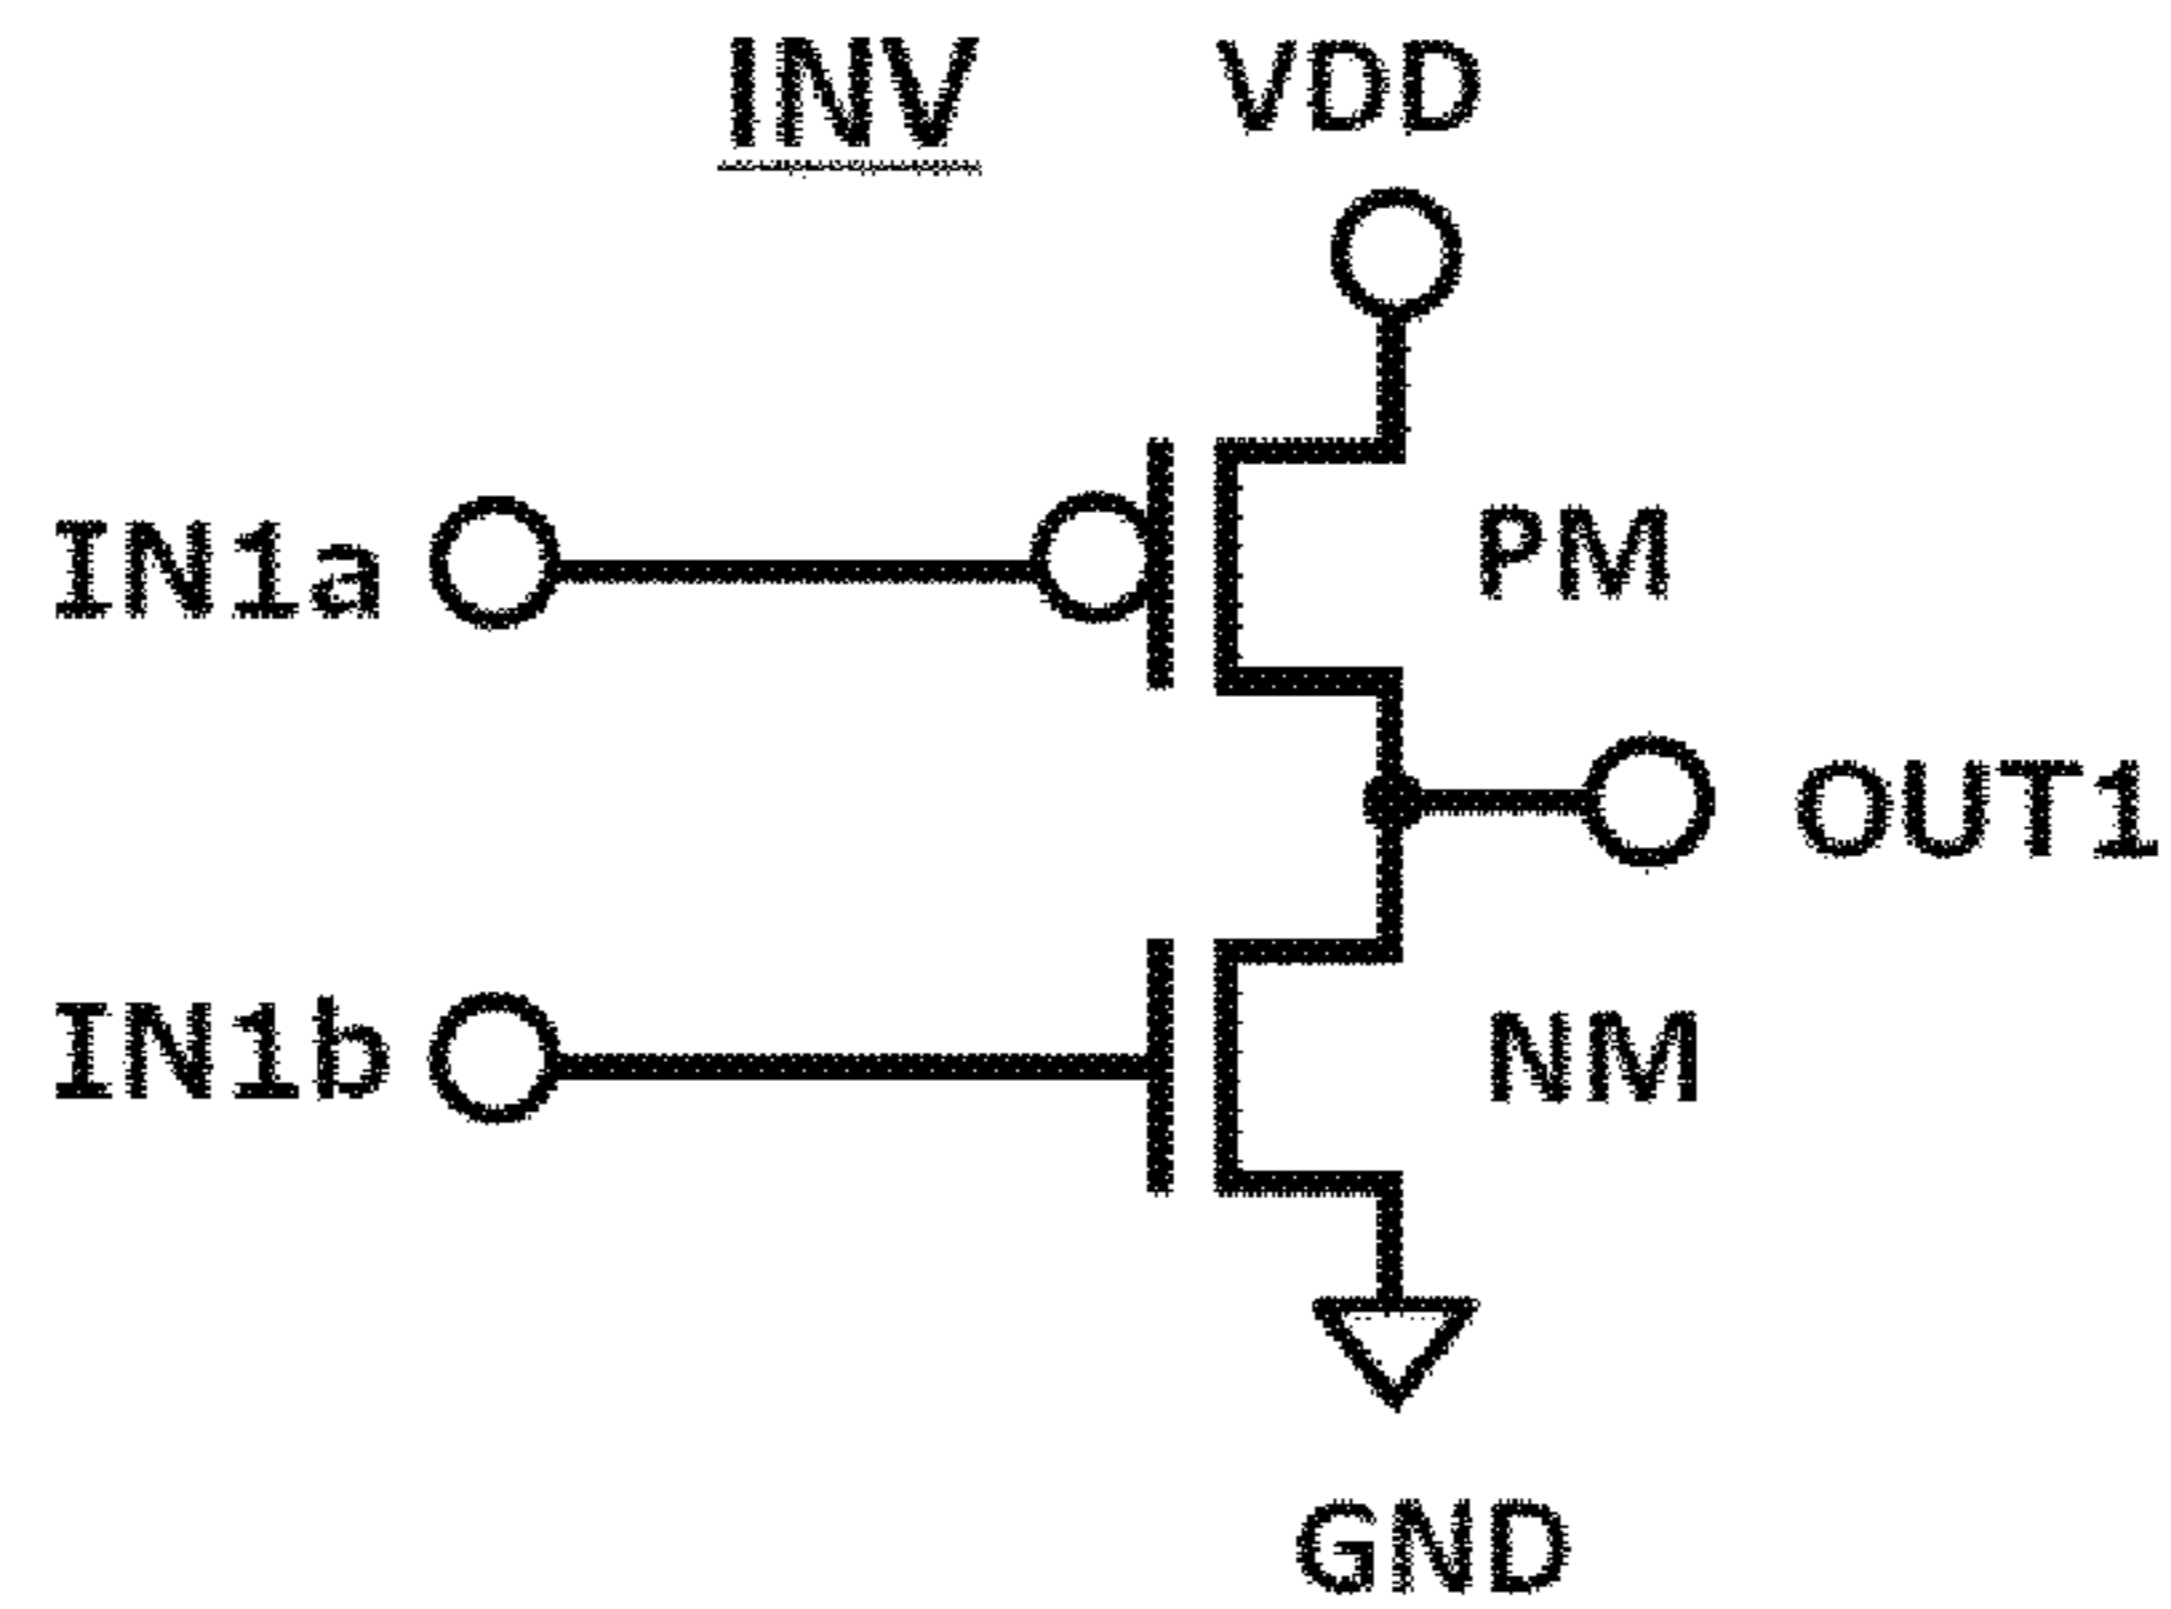 INV
VDD
IN1a
PM
OUT1
IN1b
NM
GND